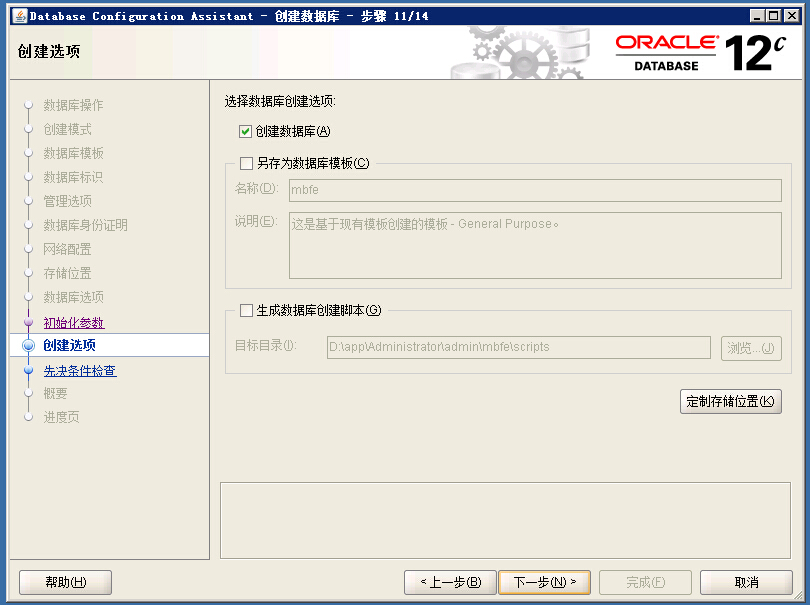 Database Configuration Assistant - 创建数据库 - 步骤 11/14
创建选项
ORACLE®
DATABASE
12c
数据库操作
创建模式
数据库模板
数据库标识
管理选项
数据库身份证明
网络配置
存储位置
数据库选项
初始化参数
创建选项
先决条件检查
概要
进度页
选择数据库创建选项:
创建数据库(A)
另存为数据库模板(C)
名称(D): mbfe
说明(E): 这是基于现有模板创建的模板 - General Purpose。
生成数据库创建脚本(G)
目标目录(I): D:\app\Administrator\admin\mbfe\scripts 浏览...(J)
定制存储位置(K)
帮助(H) < 上一步(B) 下一步(N) > 完成(F) 取消